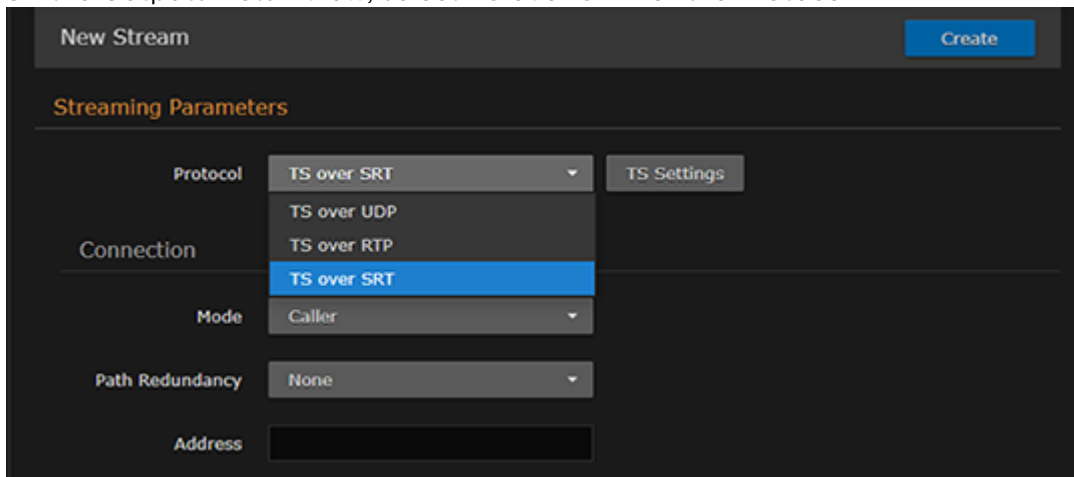 New Stream
Create
Streaming Parameters
Protocol
TS over SRT
TS Settings
TS over UDP
TS over RTP
TS over SRT
Connection
Mode
Caller
Path Redundancy
None
Address